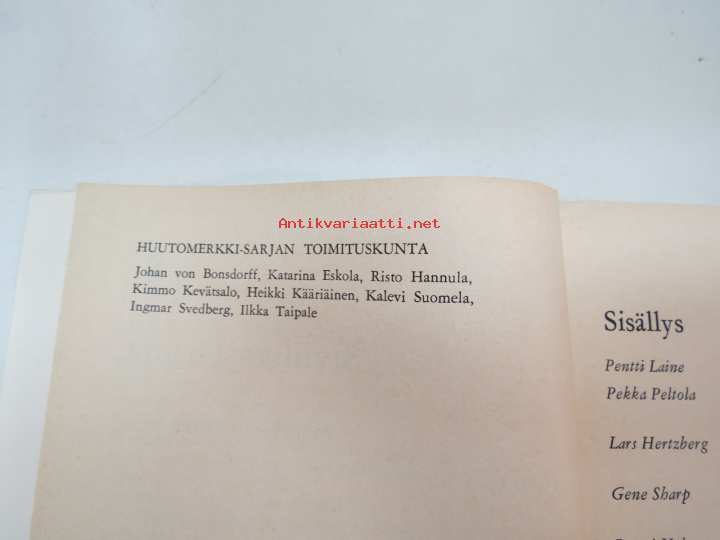 Antikvariaatti.net
HUUTOMERKKI-SARJAN TOIMITUSKUNTA
Johan von Bonsdorff, Katarina Eskola, Risto Hannula,
Kimmo Kevätsalo, Heikki Kääriäinen, Kalevi Suomela,
Ingmar Svedberg, Ilkka Taipale
Sisällys
Pentti Laine
Pekka Peltola
Lars Hertzberg
Gene Sharp